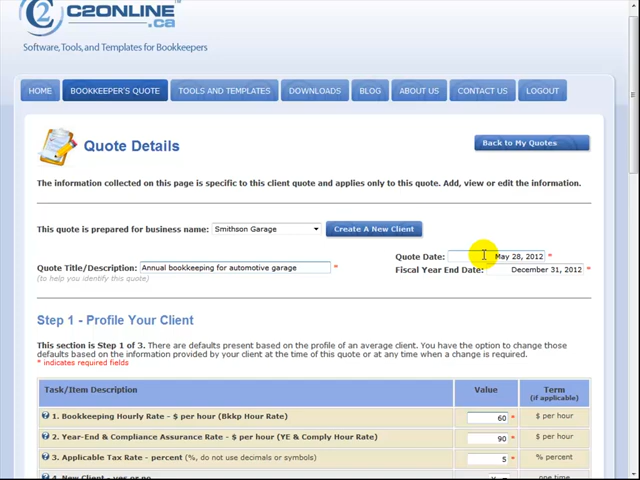 C2ONLINE
.ca
Software, Tools, and Templates for Bookkeepers
HOME BOOKKEEPER'S QUOTE TOOLS AND TEMPLATES DOWNLOADS BLOG ABOUT US CONTACT US LOGOUT
Quote Details
Back to My Quotes
The information collected on this page is specific to this client quote and applies only to this quote. Add, view or edit the information.
This quote is prepared for business name: Smithson Garage Create A New Client
Quote Date: May 28, 2012 *
Quote Title/Description: Annual bookkeeping for automotive garage *
Fiscal Year End Date: December 31, 2012 *
(to help you identify this quote)
Step 1 - Profile Your Client
This section is Step 1 of 3. There are defaults present based on the profile of an average client. You have the option to change those
defaults based on the information provided by your client at the time of this quote or at any time when a change is required.
* indicates required fields
Task/Item Description Value Term
(if applicable)
1. Bookkeeping Hourly Rate - $ per hour (Bkkp Hour Rate) 60 * $ per hour
2. Year-End & Compliance Assurance Rate - $ per hour (YE & Comply Hour Rate) 90 * $ per hour
3. Applicable Tax Rate - percent (%, do not use decimals or symbols) 5 * % percent
4. New Client - yes or no one time